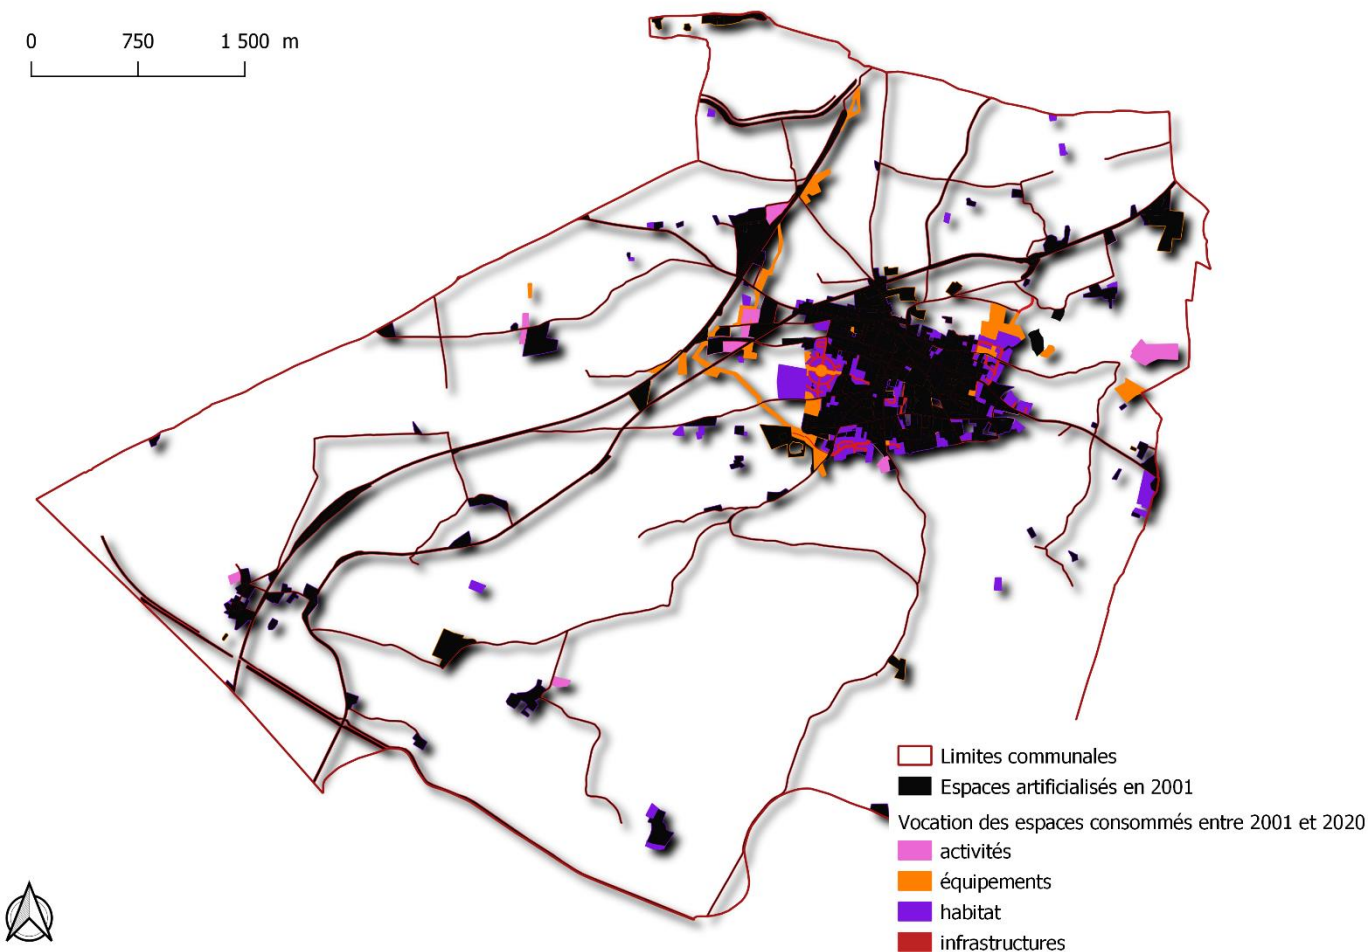 0 750 1 500 m
Limites communales
Espaces artificialisés en 2001
Vocation des espaces consommés entre 2001 et 2020
activités
équipements
habitat
infrastructures